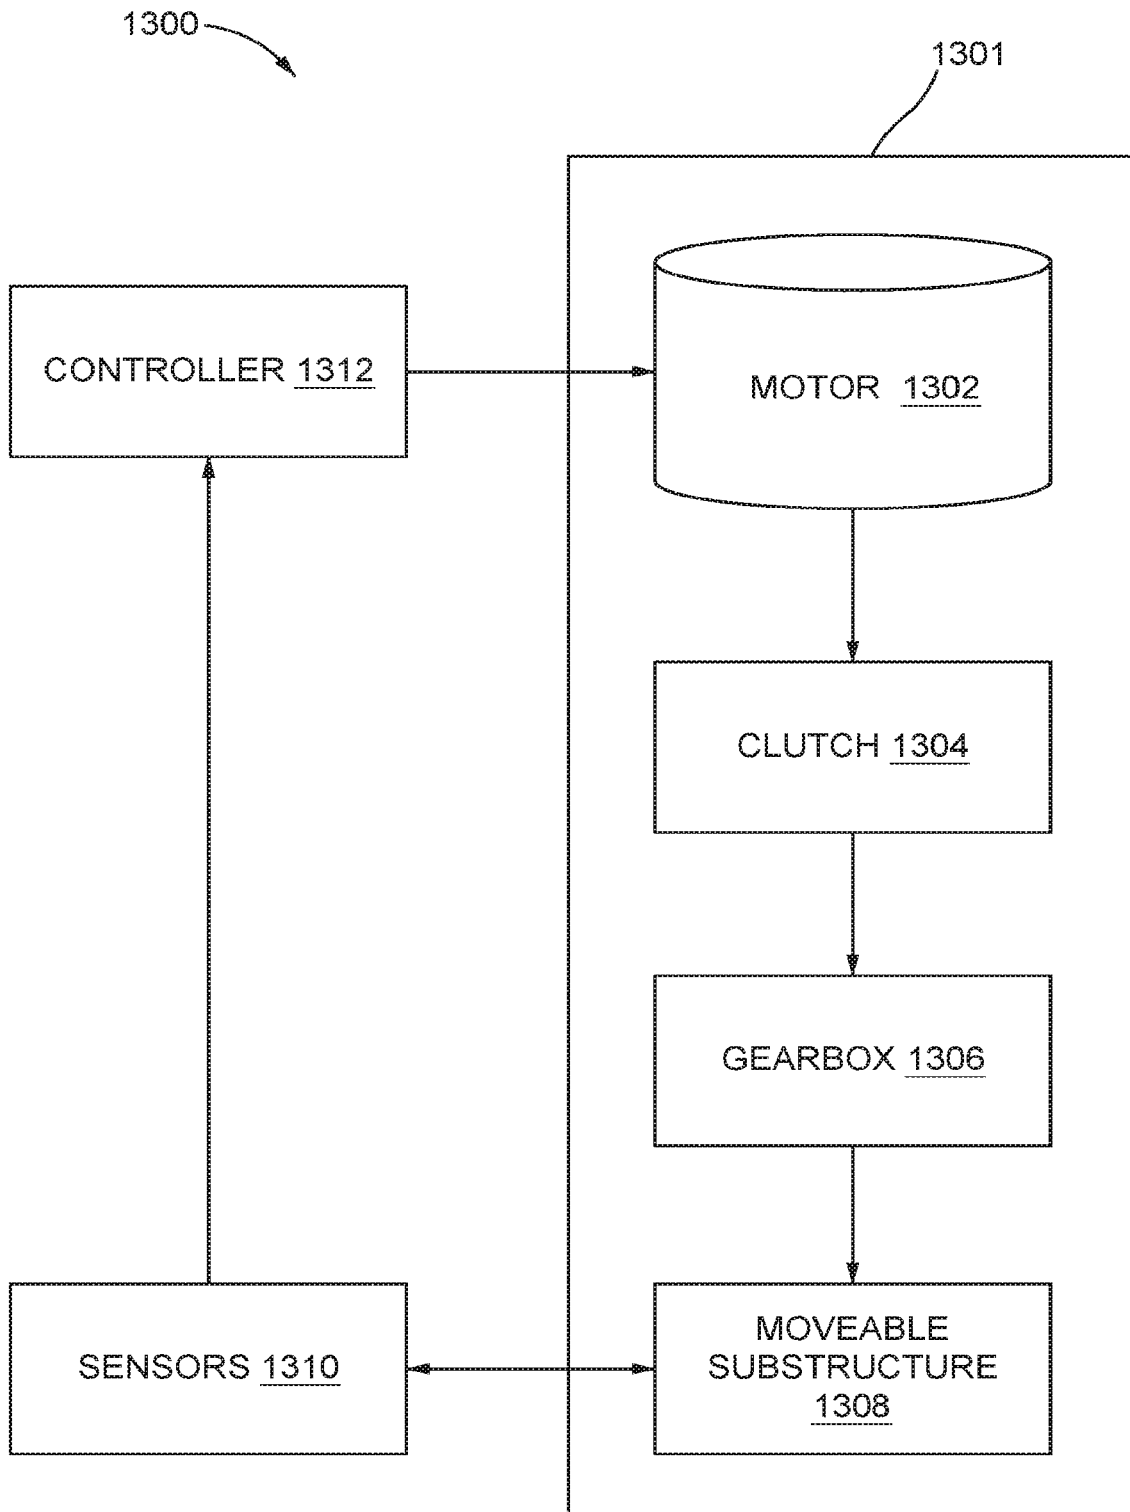 1300
1301
CONTROLLER 1312
MOTOR 1302
CLUTCH 1304
GEARBOX 1306
SENSORS 1310
MOVEABLE
SUBSTRUCTURE
1308